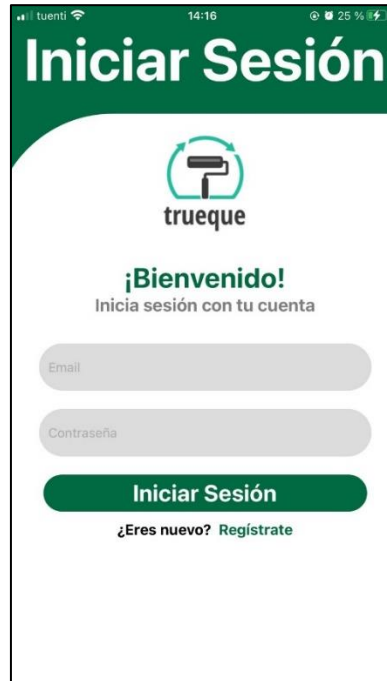 tuenti 14:16 25 %
Iniciar Sesión
trueque
¡Bienvenido!
Inicia sesión con tu cuenta
Email
Contraseña
Iniciar Sesión
¿Eres nuevo? Regístrate